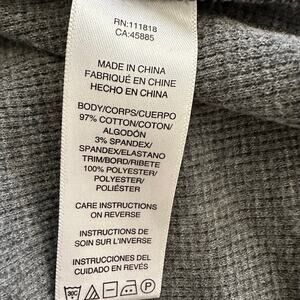 RN:111818
CA:45885
MADE IN CHINA
FABRIQUÉ EN CHINE
HECHO EN CHINA
BODY/CORPS/CUERPO
97% COTTON/COTON/
ALGODÓN
3% SPANDEX/
SPANDEX/ELASTANO
TRIM/BORD/RIBETE
100% POLYESTER/
POLYESTER/
POLIÉSTER
CARE INSTRUCTIONS
ON REVERSE
INSTRUCTIONS DE
SOIN SUR L'INVERSE
INSTRUCCIONES DEL
CUIDADO EN REVÉS
30C
P